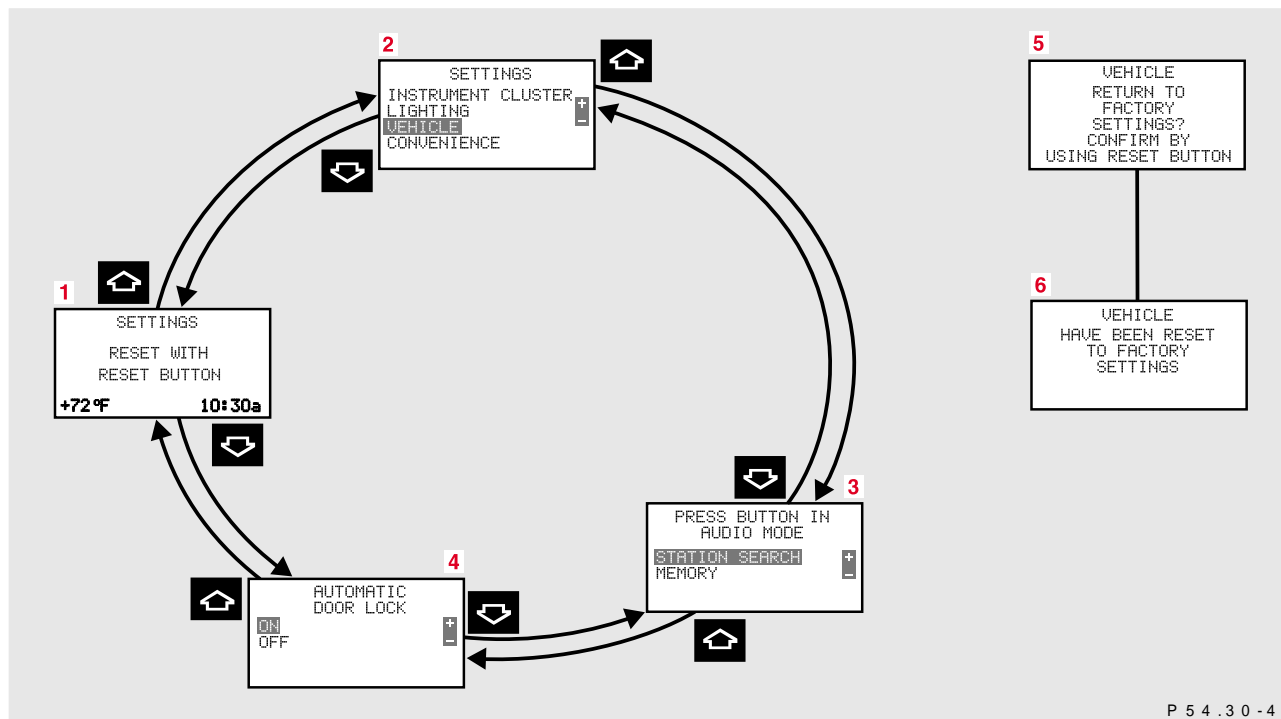 2
SETTINGS
INSTRUMENT CLUSTER
LIGHTING
VEHICLE
CONVENIENCE
+
−
1
SETTINGS
RESET WITH
RESET BUTTON
+72°F 10:30a
3
PRESS BUTTON IN
AUDIO MODE
STATION SEARCH
MEMORY
+
−
4
AUTOMATIC
DOOR LOCK
ON
OFF
+
−
5
VEHICLE
RETURN TO
FACTORY
SETTINGS?
CONFIRM BY
USING RESET BUTTON
6
VEHICLE
HAVE BEEN RESET
TO FACTORY
SETTINGS
P54.30-4